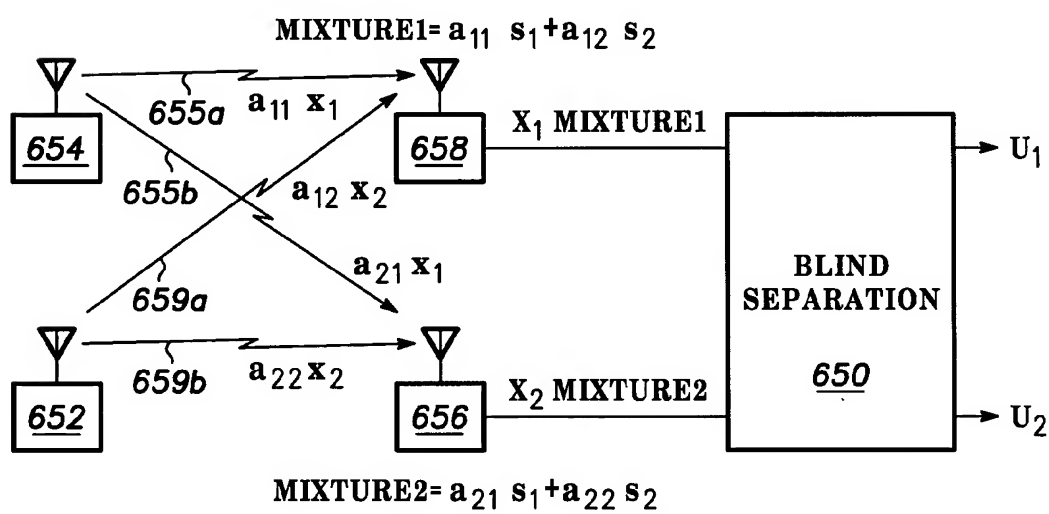 MIXTURE1= a11 s1+a12 s2
655a
a11 x1
654
658
X1 MIXTURE1
U1
655b
a12 x2
a21 x1
BLIND
SEPARATION
659a
650
659b
a22 x2
652
656
X2 MIXTURE2
U2
MIXTURE2= a21 s1+a22 s2